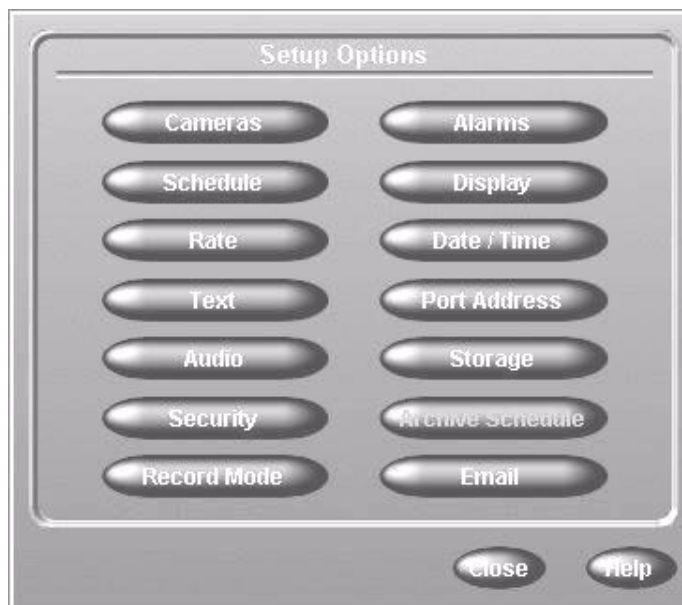 Setup Options
Cameras
Alarms
Schedule
Display
Rate
Date / Time
Text
Port Address
Audio
Storage
Security
Archive Schedule
Record Mode
Email
Close
Help